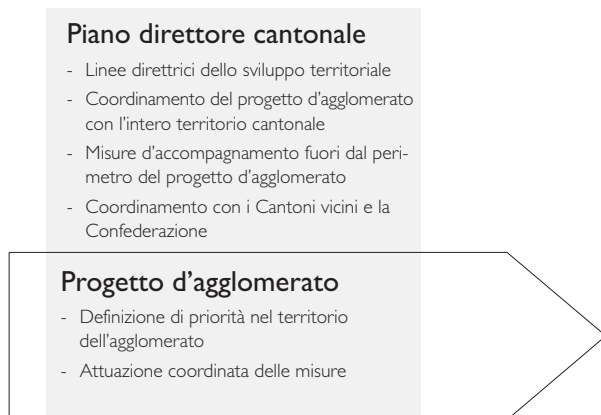 Piano direttore cantonale
- Linee direttrici dello sviluppo territoriale
- Coordinamento del progetto d'agglomerato
con l'intero territorio cantonale
- Misure d'accompagnamento fuori dal peri-
metro del progetto d'agglomerato
- Coordinamento con i Cantoni vicini e la
Confederazione
Progetto d'agglomerato
- Definizione di priorità nel territorio
dell'agglomerato
- Attuazione coordinata delle misure